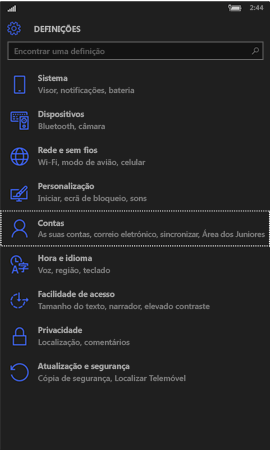 2:44
DEFINIÇÕES
Encontrar uma definição
Sistema
Visor, notificações, bateria
Dispositivos
Bluetooth, câmara
Rede e sem fios
Wi-Fi, modo de avião, celular
Personalização
Iniciar, ecrã de bloqueio, sons
Contas
As suas contas, correio eletrónico, sincronizar, Área dos Juniores
Hora e idioma
Voz, região, teclado
Facilidade de acesso
Tamanho do texto, narrador, elevado contraste
Privacidade
Localização, comentários
Atualização e segurança
Cópia de segurança, Localizar Telemóvel